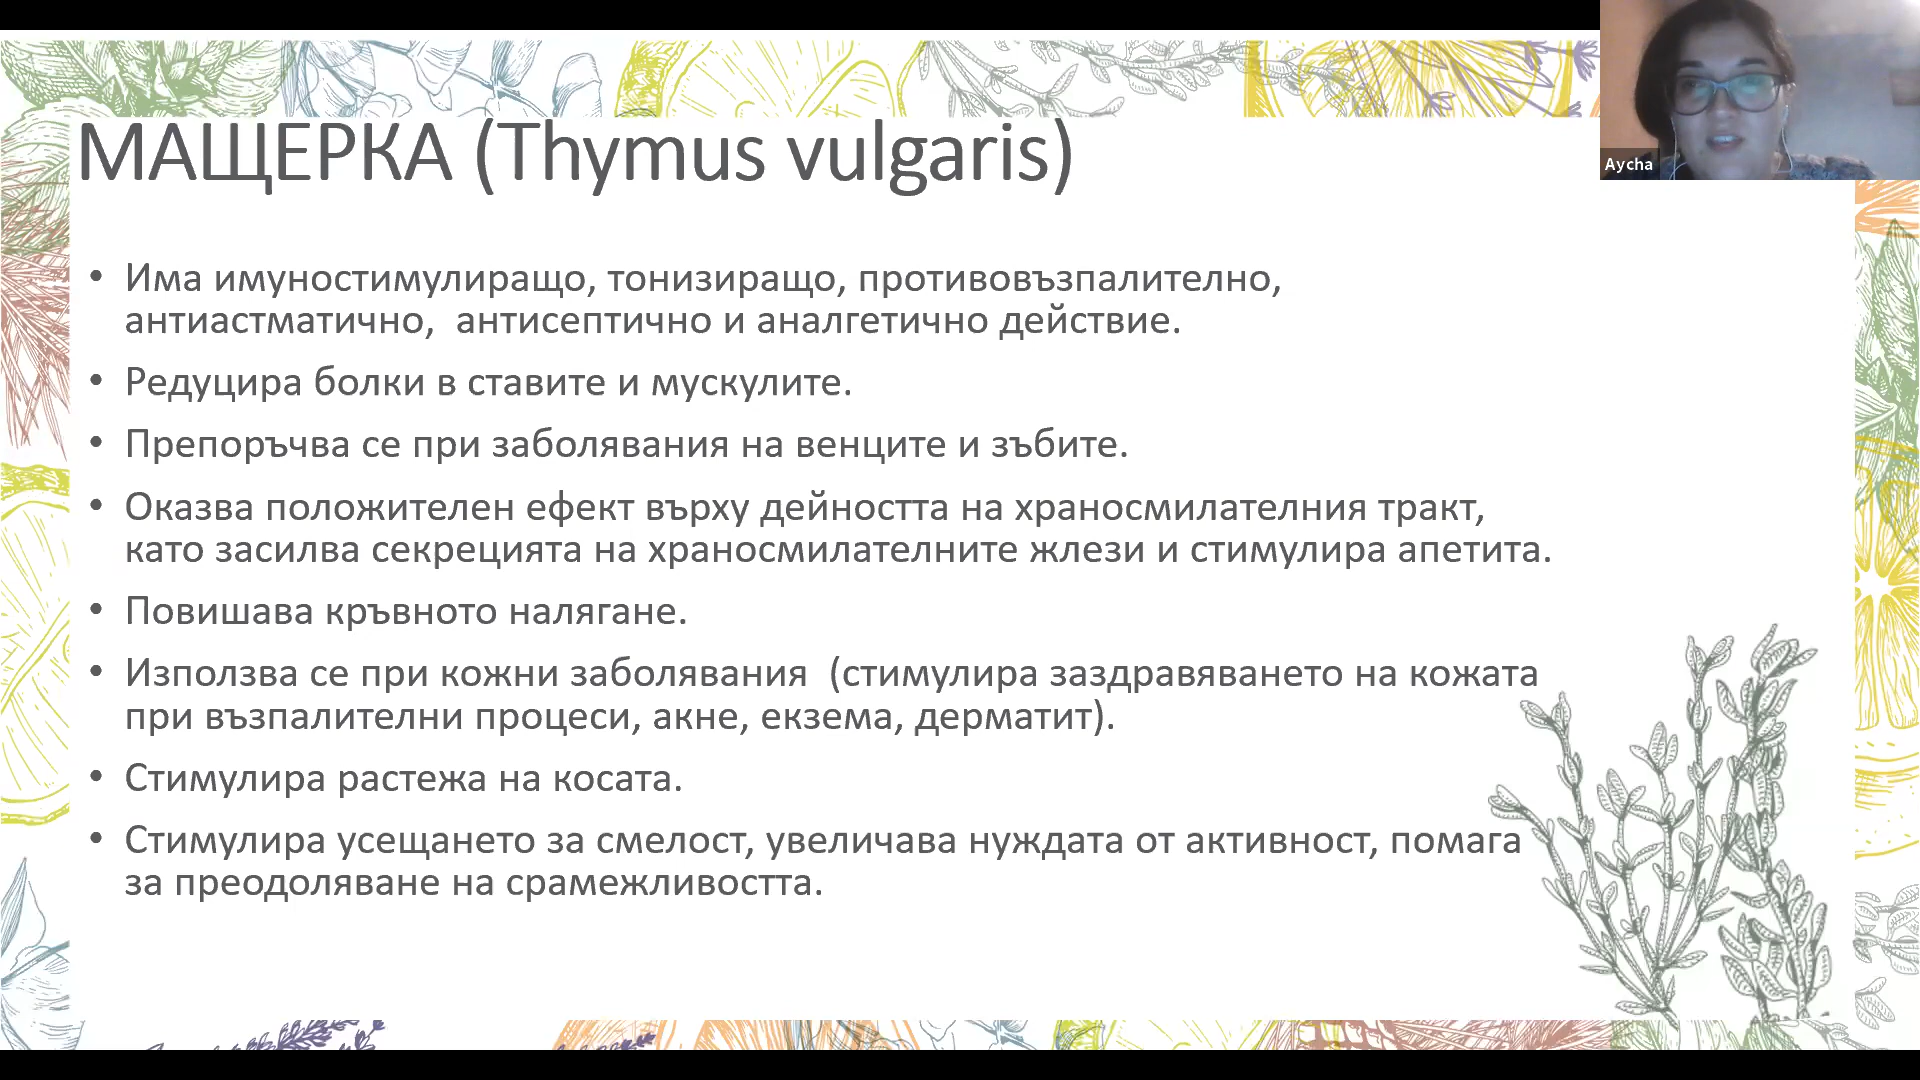 Aycha
МАЩЕРКА (Thymus vulgaris)
• Има имуностимулиращо, тонизиращо, противовъзпалително,
антиастматично, антисептично и аналгетично действие.
• Редуцира болки в ставите и мускулите.
• Препоръчва се при заболявания на венците и зъбите.
• Оказва положителен ефект върху дейността на храносмилателния тракт,
като засилва секрецията на храносмилателните жлези и стимулира апетита.
• Повишава кръвното налягане.
• Използва се при кожни заболявания (стимулира заздравяването на кожата
при възпалителни процеси, акне, екзема, дерматит).
• Стимулира растежа на косата.
• Стимулира усещането за смелост, увеличава нуждата от активност, помага
за преодоляване на срамежливостта.